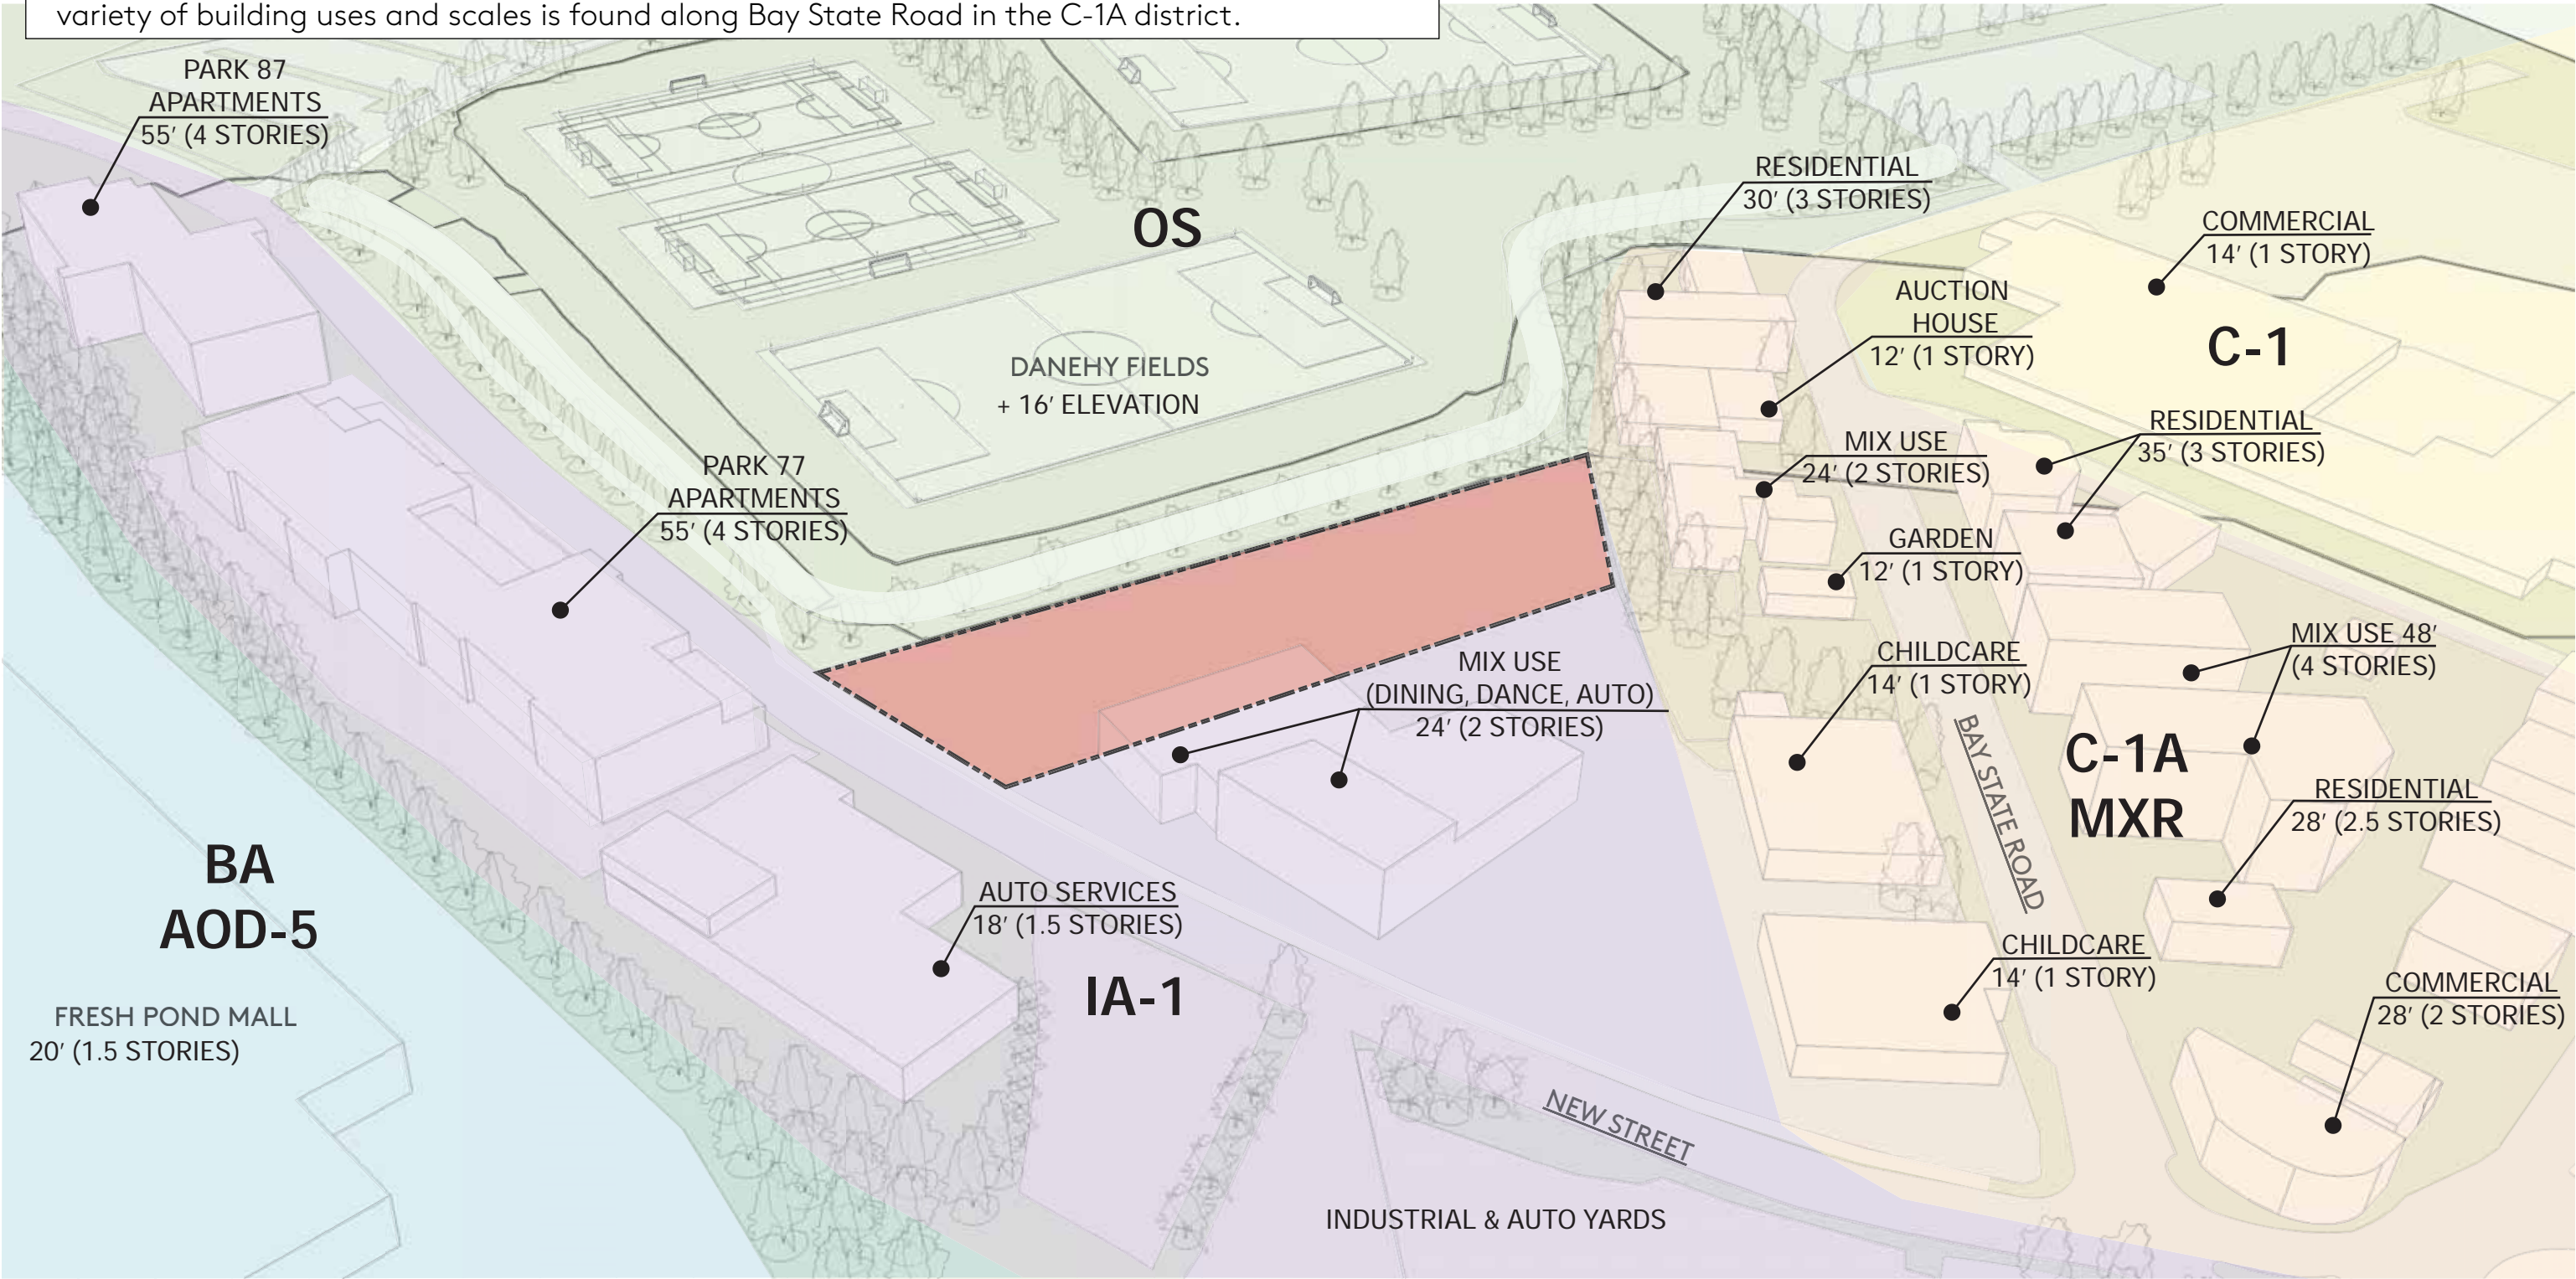 variety of building uses and scales is found along Bay State Road in the C-1A district.
PARK 87
APARTMENTS
55' (4 STORIES)
OS
DANEHY FIELDS
+ 16' ELEVATION
PARK 77
APARTMENTS
55' (4 STORIES)
RESIDENTIAL
30' (3 STORIES)
COMMERCIAL
14' (1 STORY)
AUCTION
HOUSE
12' (1 STORY)
C-1
RESIDENTIAL
35' (3 STORIES)
MIX USE
24' (2 STORIES)
GARDEN
12' (1 STORY)
MIX USE 48'
(4 STORIES)
CHILDCARE
14' (1 STORY)
MIX USE
(DINING, DANCE, AUTO)
24' (2 STORIES)
BAY STATE ROAD
C-1A
MXR
RESIDENTIAL
28' (2.5 STORIES)
BA
AOD-5
AUTO SERVICES
18' (1.5 STORIES)
IA-1
CHILDCARE
14' (1 STORY)
COMMERCIAL
28' (2 STORIES)
FRESH POND MALL
20' (1.5 STORIES)
NEW STREET
INDUSTRIAL & AUTO YARDS